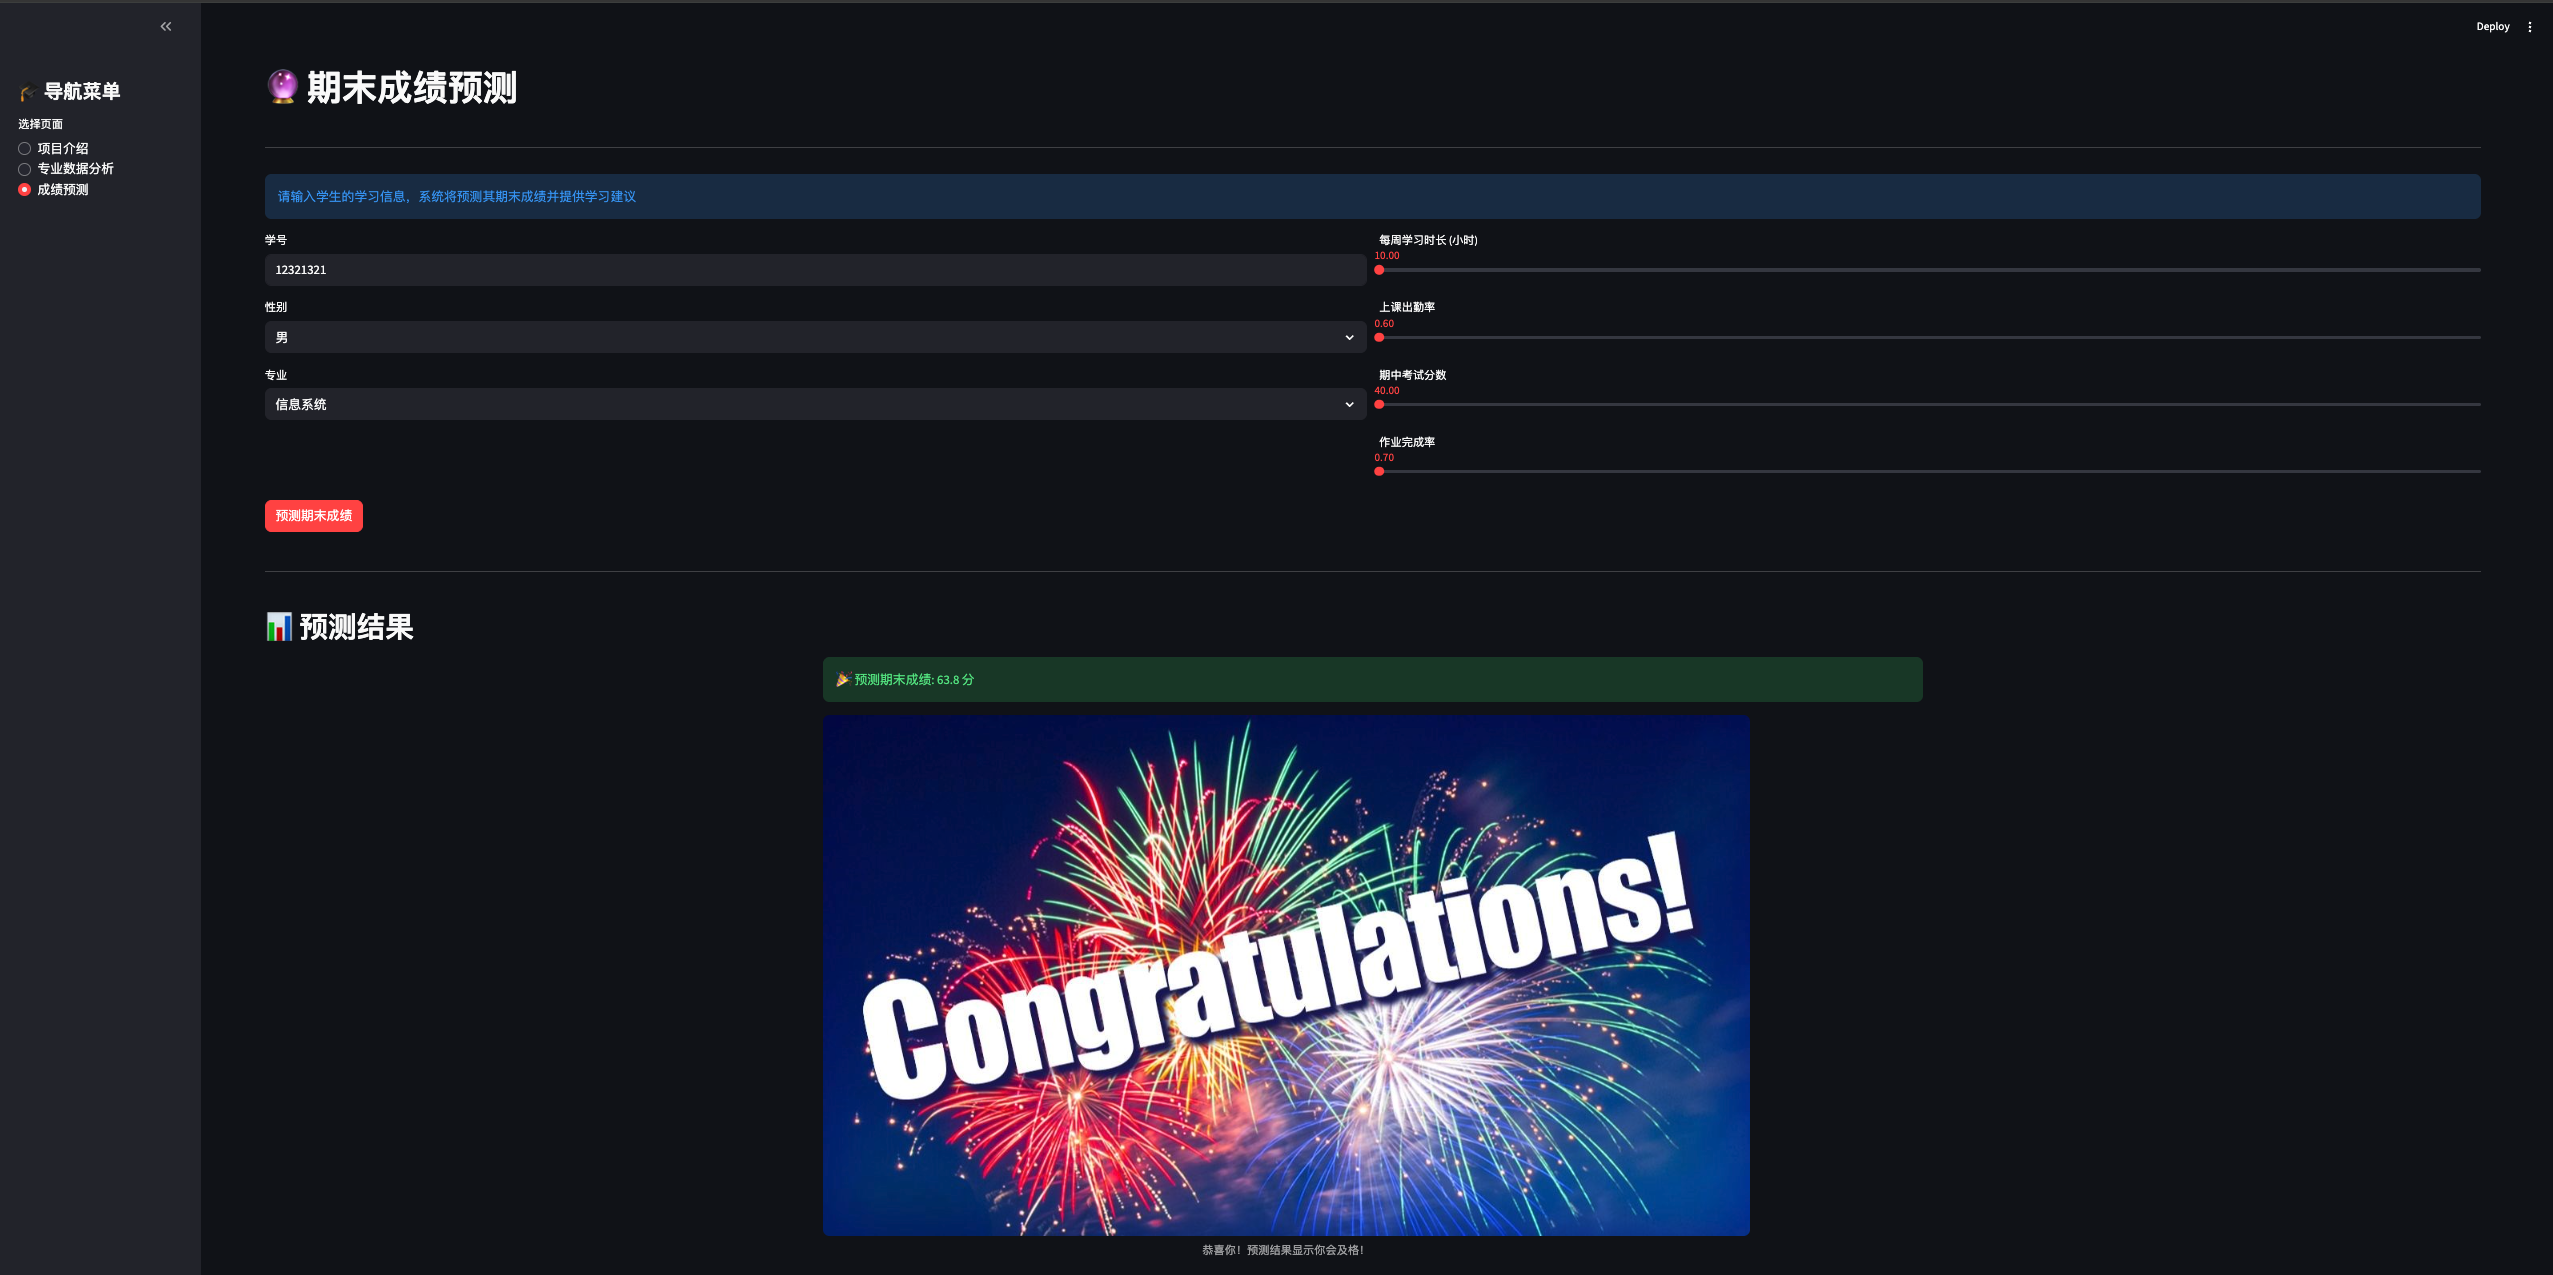 Deploy
导航菜单
选择页面
项目介绍
专业数据分析
成绩预测
期末成绩预测
请输入学生的学习信息，系统将预测其期末成绩并提供学习建议
学号
12321321
性别
男
专业
信息系统
每周学习时长 (小时)
10.00
上课出勤率
0.60
期中考试分数
40.00
作业完成率
0.70
预测期末成绩
预测结果
预测期末成绩: 63.8 分
Congratulations!
恭喜你！预测结果显示你会及格！